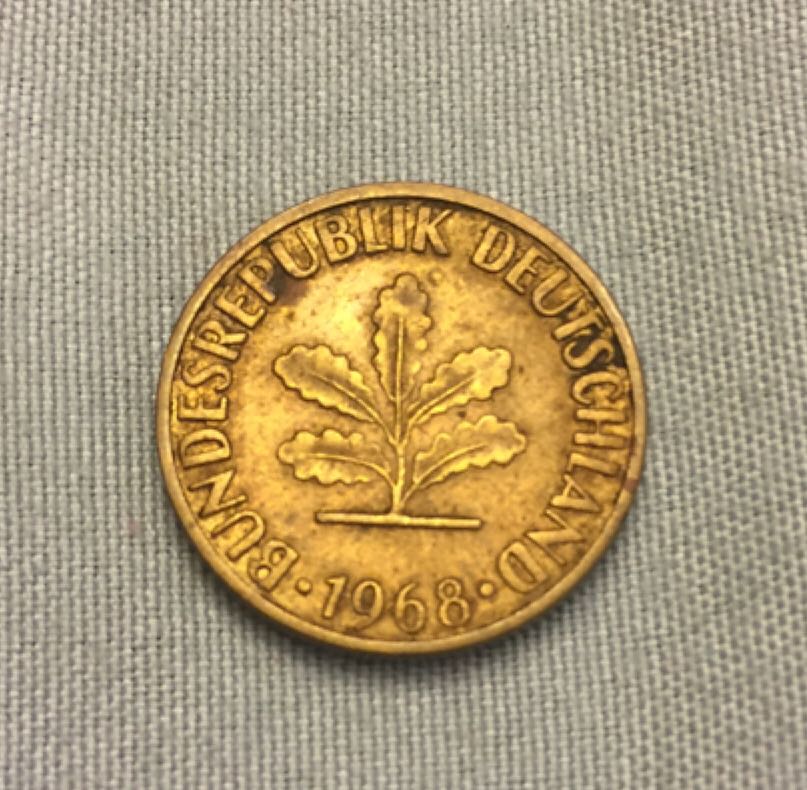 BUNDESREPUBLIK DEUTSCHLAND
· 1968 ·